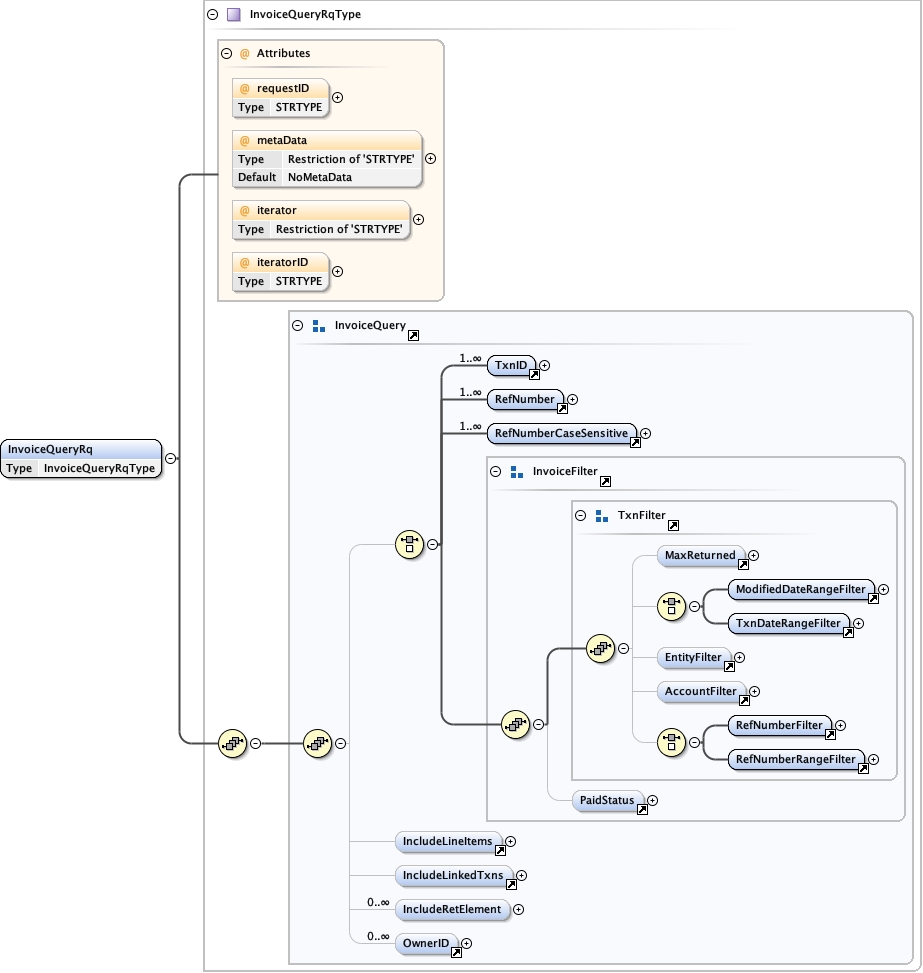 InvoiceQueryRqType
@ Attributes
@ requestID
Type STRTYPE
@ metaData
Type Restriction of 'STRTYPE'
Default NoMetaData
@ iterator
Type Restriction of 'STRTYPE'
@ iteratorID
Type STRTYPE
InvoiceQuery
1..∞ TxnID
1..∞ RefNumber
1..∞ RefNumberCaseSensitive
InvoiceQueryRq
Type InvoiceQueryRqType
InvoiceFilter
TxnFilter
MaxReturned
ModifiedDateRangeFilter
TxnDateRangeFilter
EntityFilter
AccountFilter
RefNumberFilter
RefNumberRangeFilter
PaidStatus
IncludeLineItems
IncludeLinkedTxns
0..∞ IncludeRetElement
0..∞ OwnerID